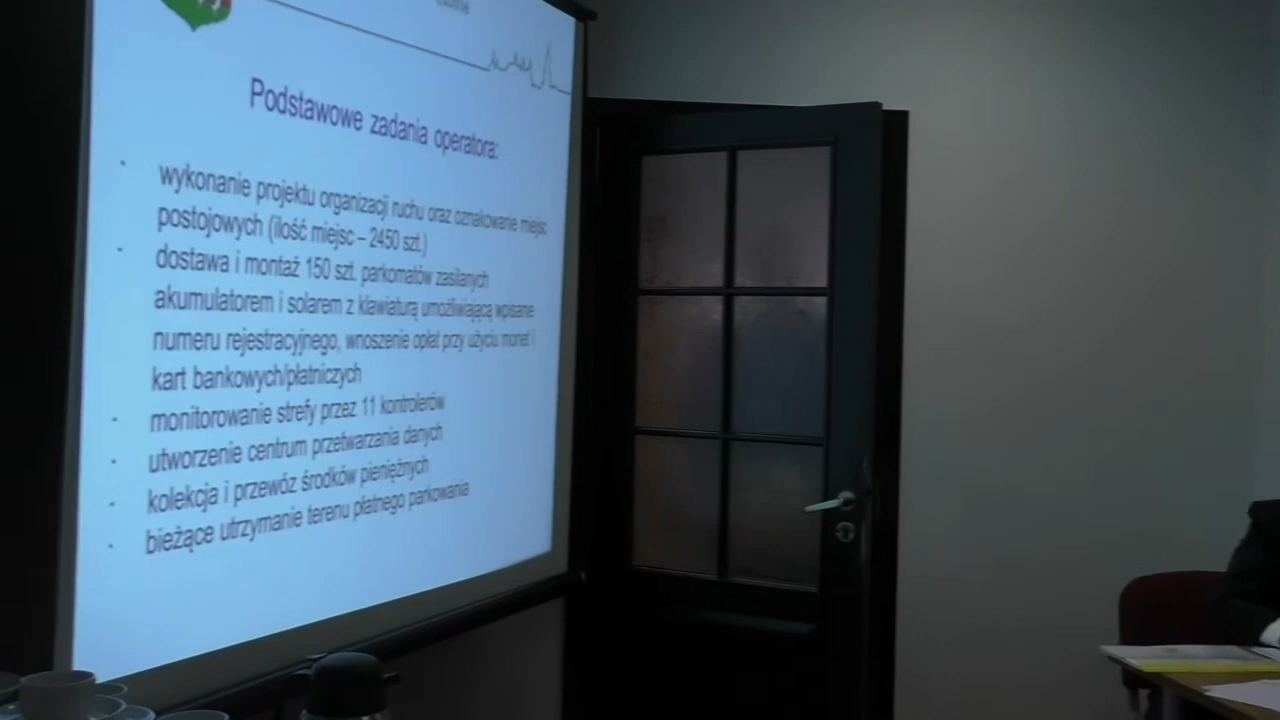 Podstawowe zadania operatora:
- wykonanie projektu organizacji ruchu oraz oznakowanie miejsc
postojowych (ilość miejsc – 2450 szt.)
- dostawa i montaż 150 szt. parkomatów zasilanych
akumulatorem i solarem z klawiaturą umożliwiającą wpisanie
numeru rejestracyjnego, wnoszenie opłat przy użyciu monet i
kart bankowych/płatniczych
- monitorowanie strefy przez 11 kontrolerów
- utworzenie centrum przetwarzania danych
- kolekcja i przewóz środków pieniężnych
- bieżące utrzymanie terenu płatnego parkowania